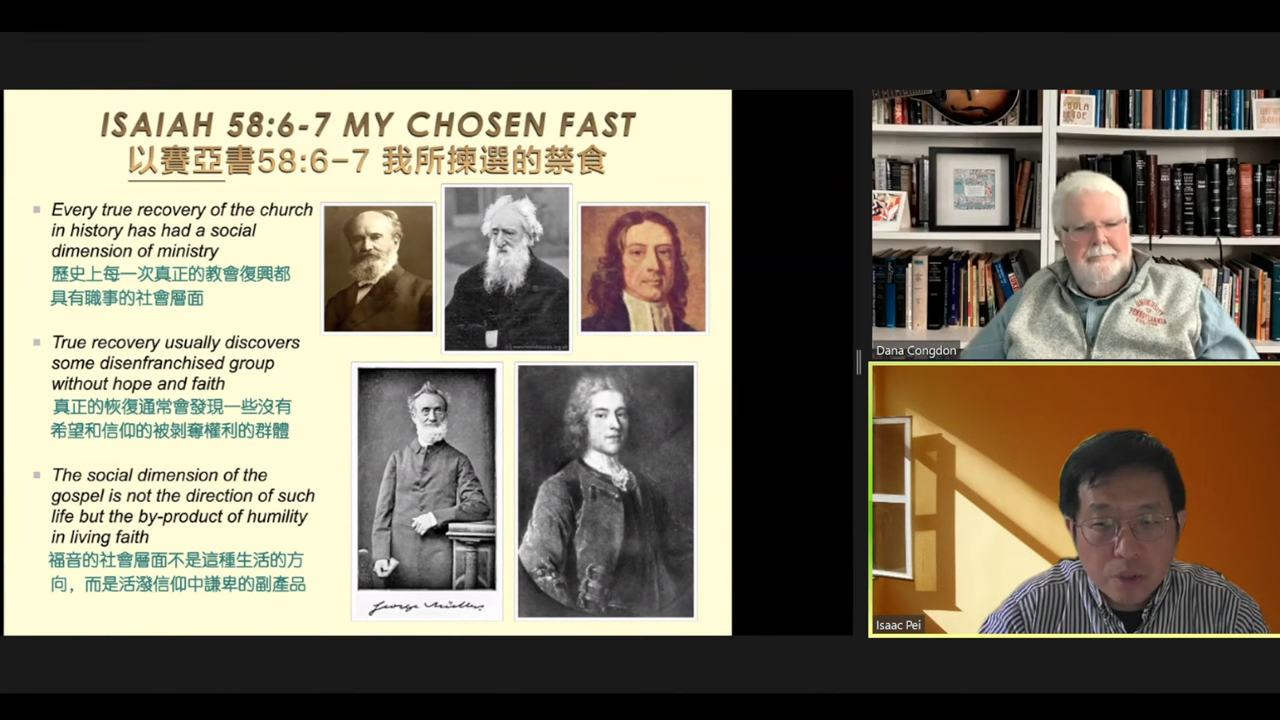 ISAIAH 58:6-7 MY CHOSEN FAST
以賽亞書58:6-7 我所揀選的禁食
Every true recovery of the church
in history has had a social
dimension of ministry
歷史上每一次真正的教會復興都
具有職事的社會層面
True recovery usually discovers
some disenfranchised group
without hope and faith
真正的恢復通常會發現一些沒有
希望和信仰的被剝奪權利的群體
The social dimension of the
gospel is not the direction of such
life but the by-product of humility
in living faith
福音的社會層面不是這種生活的方
向，而是活潑信仰中謙卑的副產品
George Müller
Dana Congdon
UNIVERSITY
PENNSYLVANIA
Isaac Pei